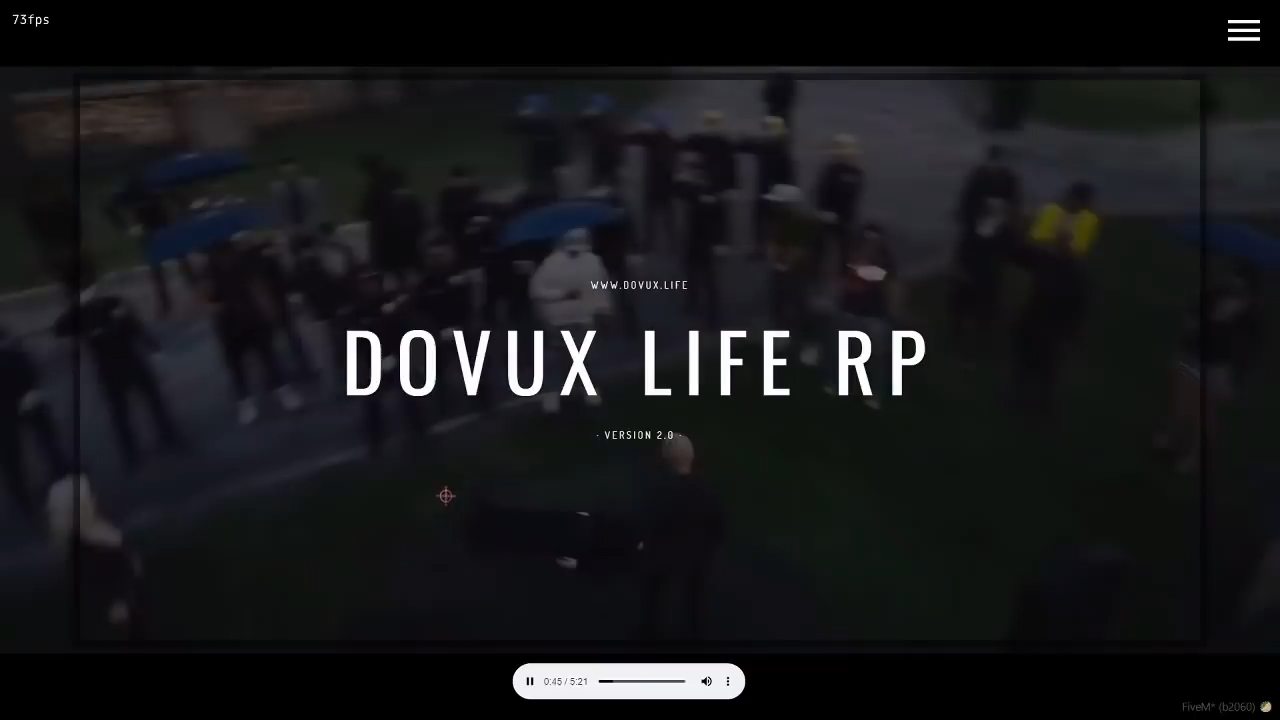 73fps
WWW.DOVUX.LIFE
DOVUX LIFE RP
· VERSION 2.0 ·
0:45 / 5:21
FiveM* (b2060)